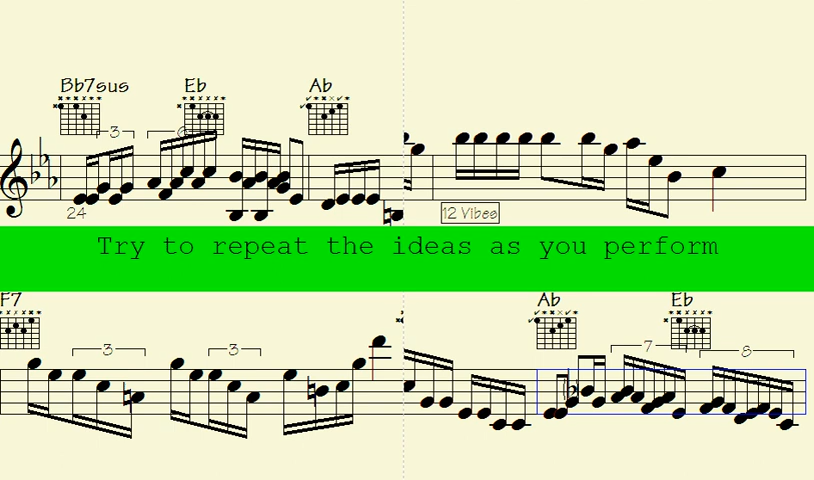 Bb7sus Eb Ab
3 6
24
12 Vibes
Try to repeat the ideas as you perform
F7 Ab Eb
3 3 7 8